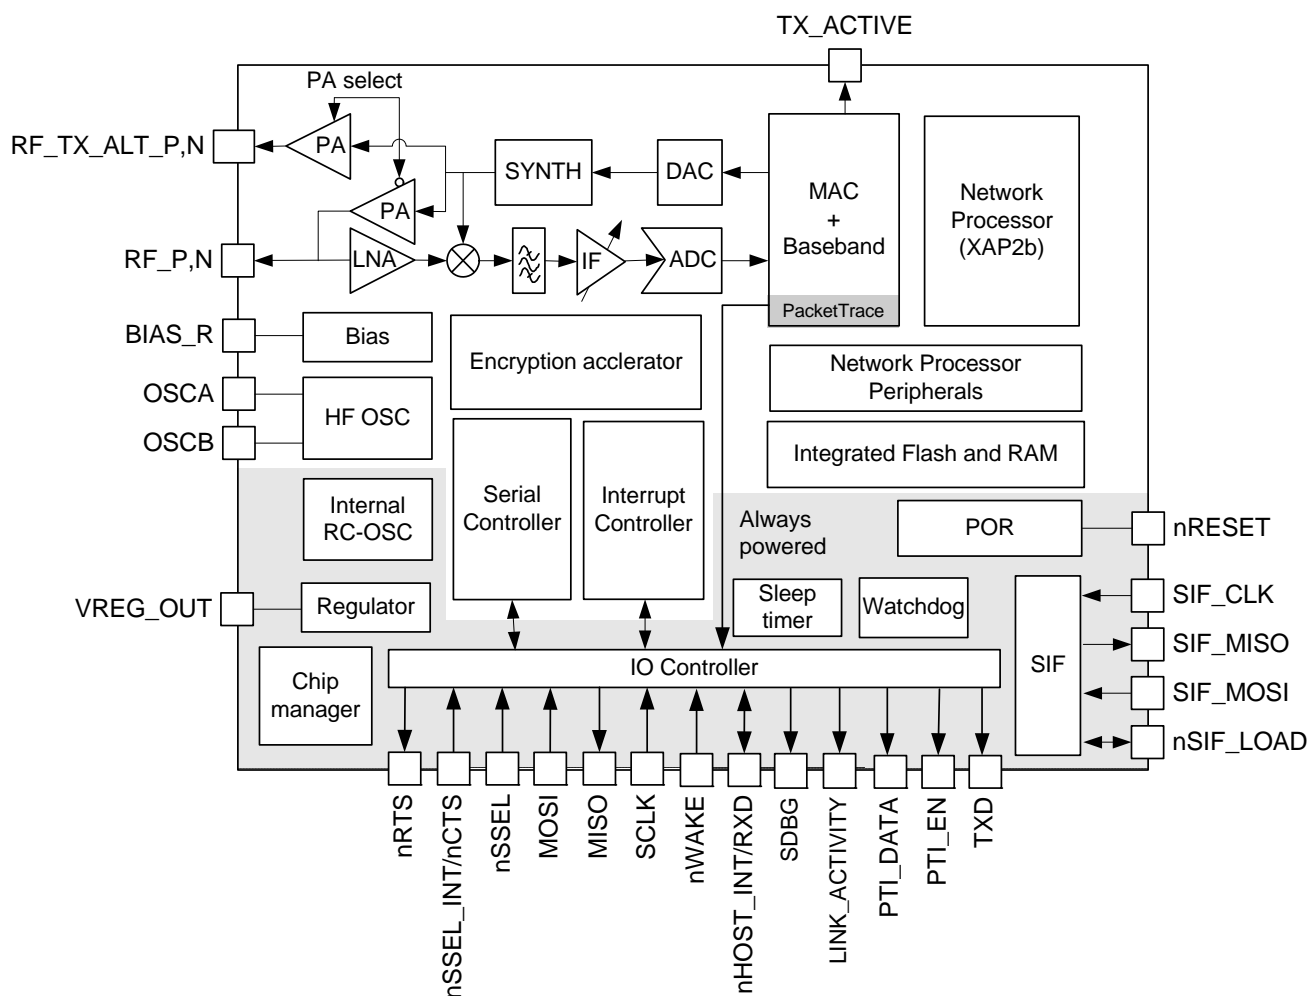 TX_ACTIVE
PA select
RF_TX_ALT_P,N
PA
SYNTH
DAC
MAC
+
Baseband
Network
Processor
(XAP2b)
PA
RF_P,N
LNA
IF
ADC
PacketTrace
BIAS_R
Bias
Encryption acclerator
Network Processor
Peripherals
OSCA
HF OSC
OSCB
Integrated Flash and RAM
Serial
Controller
Interrupt
Controller
Internal
RC-OSC
Always
powered
POR
nRESET
VREG_OUT
Regulator
Sleep
timer
Watchdog
SIF_CLK
SIF
SIF_MISO
IO Controller
Chip
manager
SIF_MOSI
nSIF_LOAD
nRTS
nSSEL_INT/nCTS
nSSEL
MOSI
MISO
SCLK
nWAKE
nHOST_INT/RXD
SDBG
LINK_ACTIVITY
PTI_DATA
PTI_EN
TXD